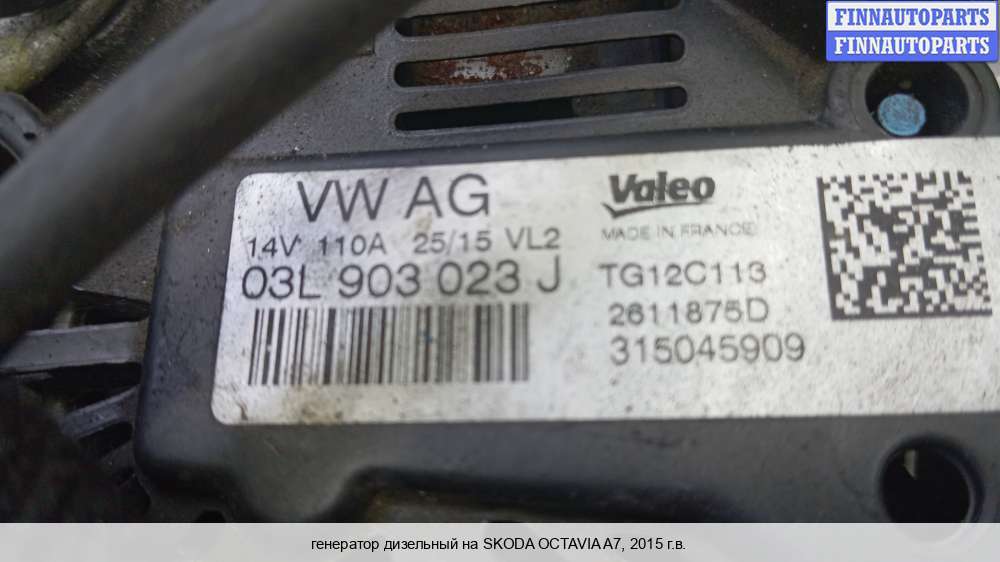 FINNAUTOPARTS
FINNAUTOPARTS
VW AG
14V 110A 25/15 VL2
03L 903 023 J
Valeo
MADE IN FRANCE
TG12C113
2611875D
315045909
генератор дизельный на SKODA OCTAVIA A7, 2015 г.в.